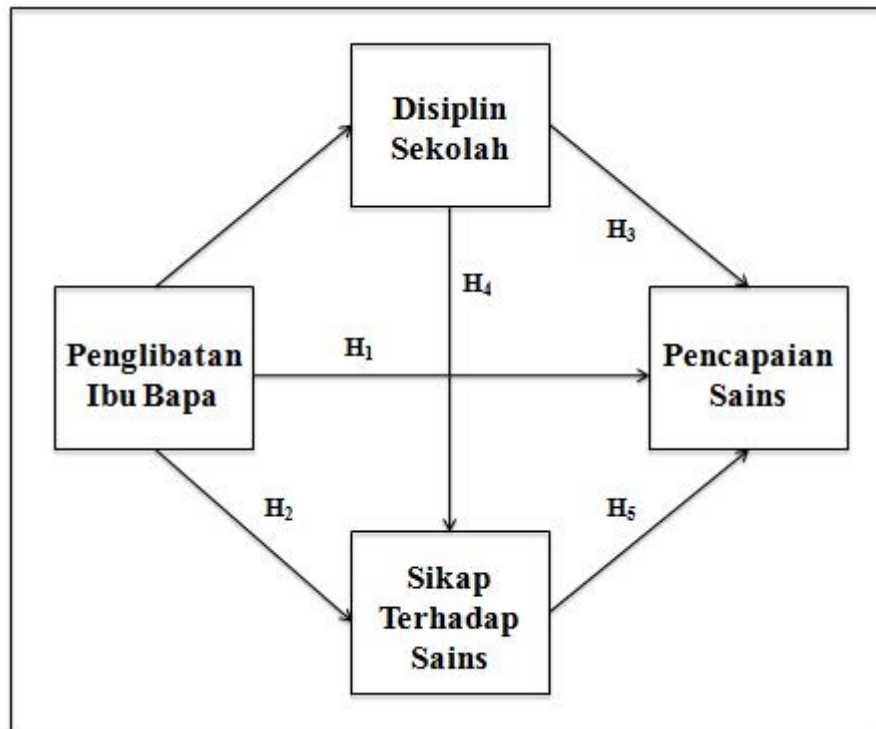 Disiplin
Sekolah
H₃
H₄
Penglibatan
Ibu Bapa
H₁
Pencapaian
Sains
H₂
H₅
Sikap
Terhadap
Sains